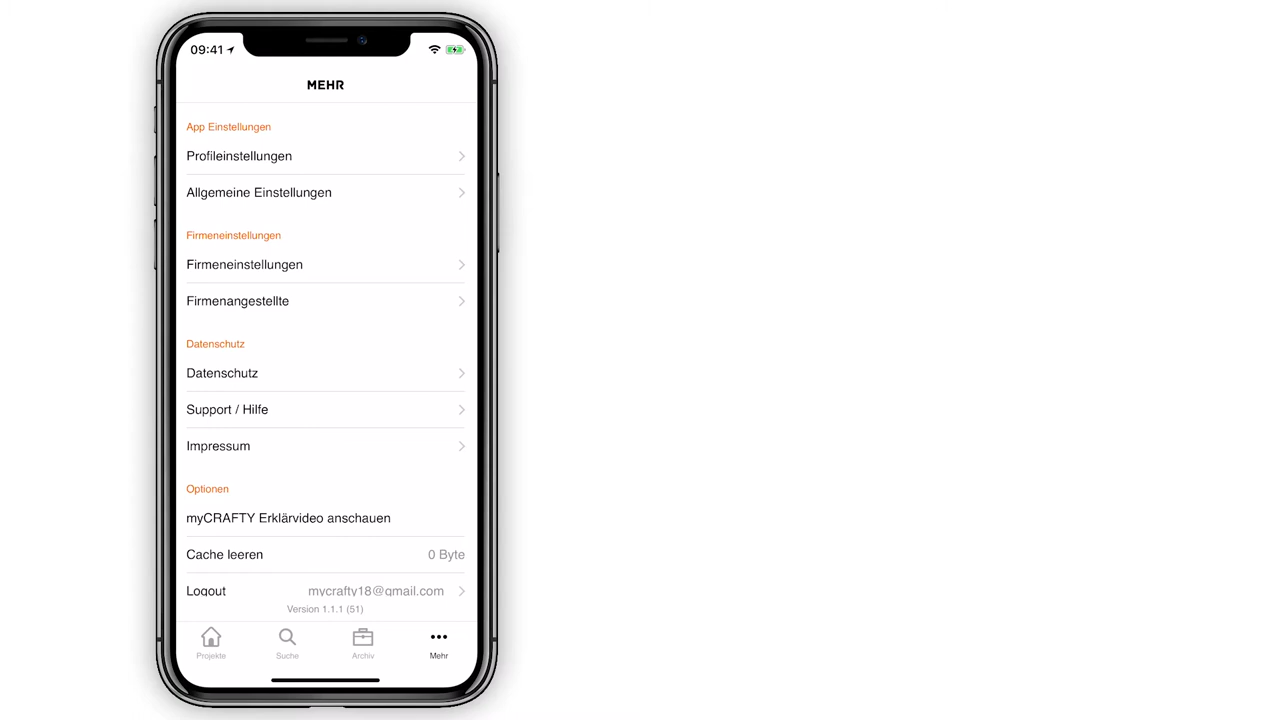 09:41
MEHR
App Einstellungen
Profileinstellungen
Allgemeine Einstellungen
Firmeneinstellungen
Firmeneinstellungen
Firmenangestellte
Datenschutz
Datenschutz
Support / Hilfe
Impressum
Optionen
myCRAFTY Erklärvideo anschauen
Cache leeren 0 Byte
Logout mycrafty18@gmail.com
Version 1.1.1 (51)
Projekte Suche Archiv Mehr